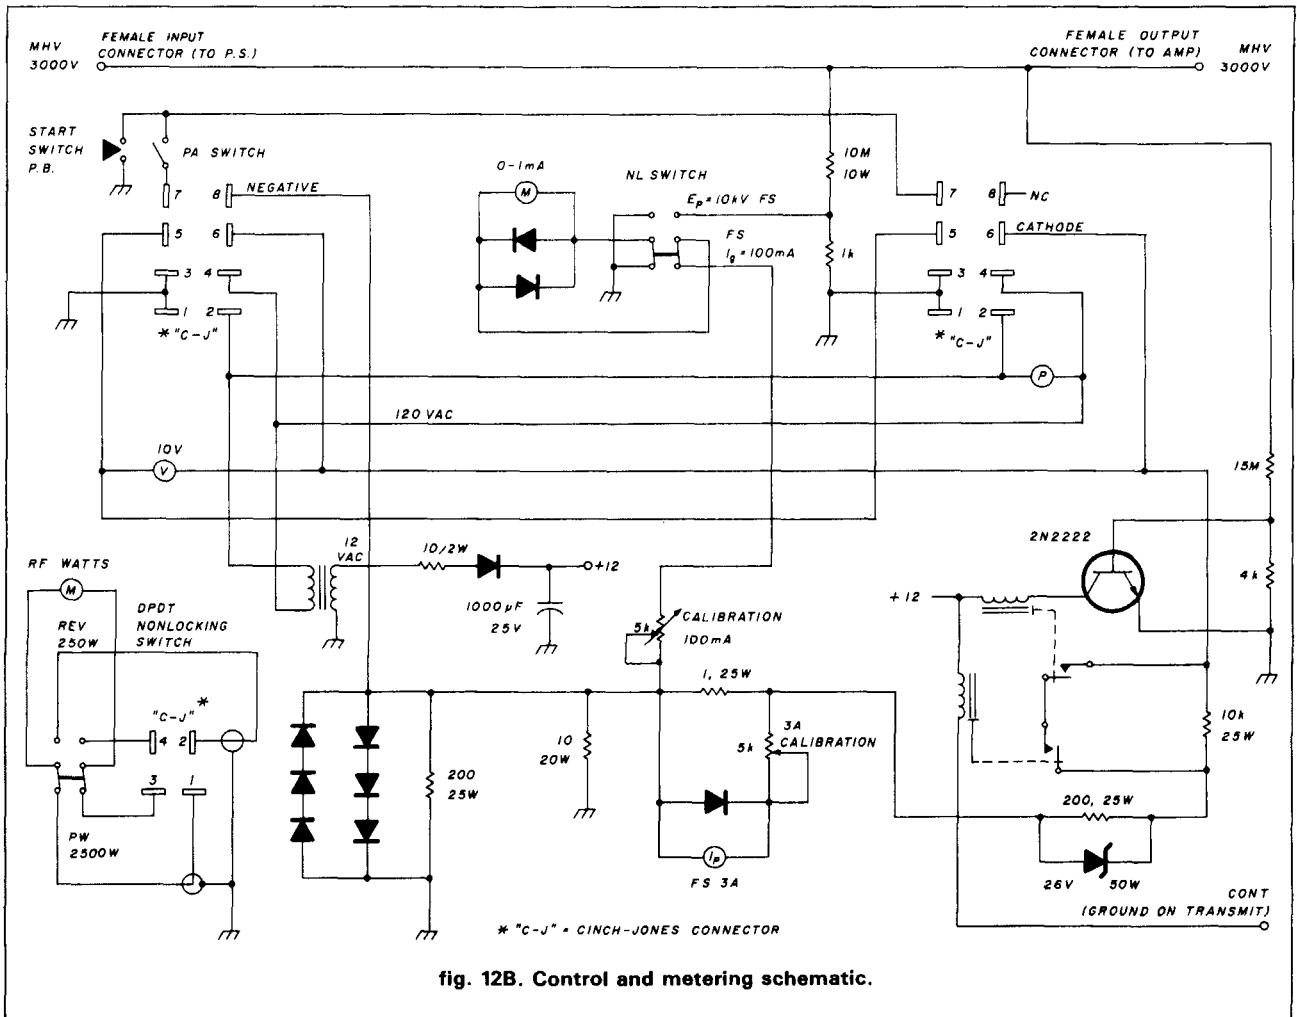 MHV
3000V
FEMALE INPUT
CONNECTOR (TO P.S.)
FEMALE OUTPUT
CONNECTOR (TO AMP)
MHV
3000V
START
SWITCH
P.B.
PA SWITCH
7
8
NEGATIVE
5
6
3
4
1
2
* "C-J"
0-1mA
M
NL SWITCH
Ep = 10kV FS
FS
Ig = 100mA
10M
10W
1k
7
8
NC
5
6
CATHODE
3
4
1
2
* "C-J"
P
120 VAC
10V
V
15M
2N2222
4k
12
VAC
10/2W
+12
1000µF
25V
5k
CALIBRATION
100mA
+12
RF WATTS
M
REV
250W
DPDT
NONLOCKING
SWITCH
"C-J" *
4
2
3
1
PW
2500W
1, 25W
3A
CALIBRATION
5k
200
25W
10
20W
10k
25W
200, 25W
26V
50W
Ip
FS 3A
CONT
(GROUND ON TRANSMIT)
* "C-J" = CINCH-JONES CONNECTOR
fig. 12B. Control and metering schematic.